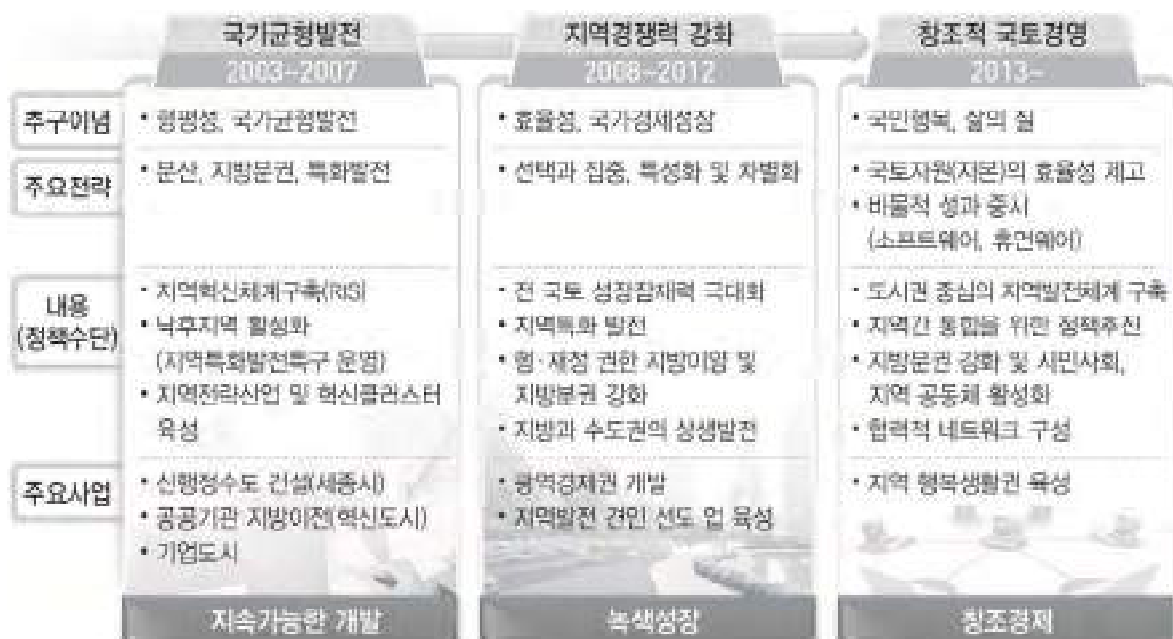 국가균형발전
2003~2007
지역경쟁력 강화
2008~2012
창조적 국토경영
2013~
추구이념
• 형평성, 국가균형발전
• 효율성, 국가경제성장
• 국민행복, 삶의 질
주요전략
• 분산, 지방분권, 특화발전
• 선택과 집중, 특성화 및 차별화
• 국토자원(자본)의 효율성 제고
• 비물적 성과 중시
(소프트웨어, 휴먼웨어)
내용
(정책수단)
• 지역혁신체계구축(RIS)
• 낙후지역 활성화
(지역특화발전특구 운영)
• 지역전략산업 및 혁신클러스터
육성
• 전 국토 성장잠재력 극대화
• 지역특화 발전
• 행·재정 권한 지방이양 및
지방분권 강화
• 지방과 수도권의 상생발전
• 도시권 중심의 지역발전체계 구축
• 지역간 통합을 위한 정책추진
• 지방분권 강화 및 시민사회,
지역 공동체 활성화
• 협력적 네트워크 구성
주요사업
• 신행정수도 건설(세종시)
• 공공기관 지방이전(혁신도시)
• 기업도시
• 광역경제권 개발
• 지역발전 견인 선도 업 육성
• 지역 행복생활권 육성
지속가능한 개발
녹색성장
창조경제